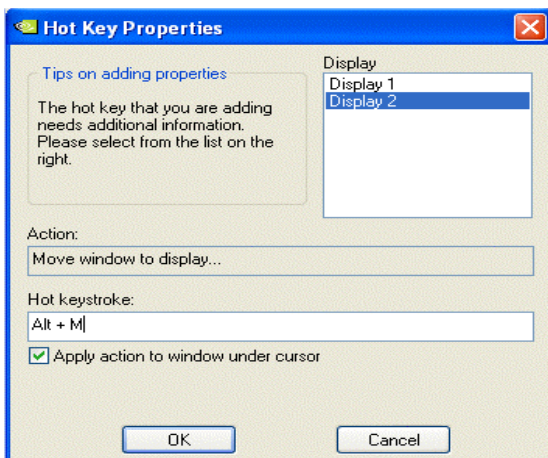 Hot Key Properties
Tips on adding properties
The hot key that you are adding
needs additional information.
Please select from the list on the
right.
Display
Display 1
Display 2
Action:
Move window to display...
Hot keystroke:
Alt + M
Apply action to window under cursor
OK
Cancel